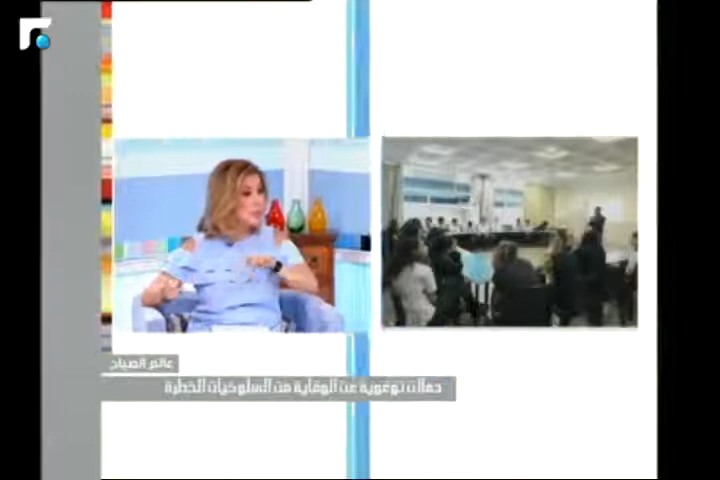 عالم الصباح
حملات توعوية عن الوقاية من السلوكيات الخطرة